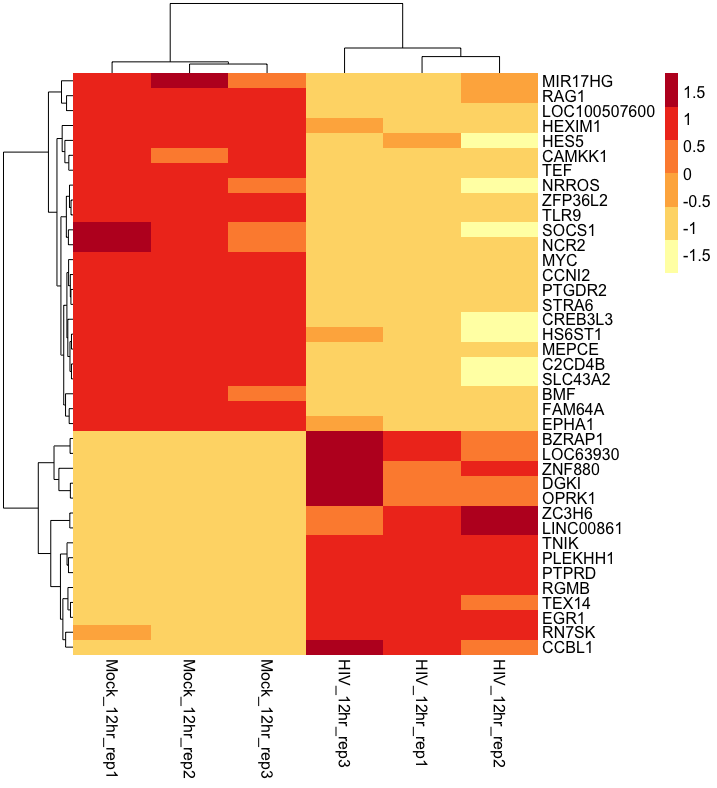 MIR17HG
RAG1
LOC100507600
HEXIM1
HES5
CAMKK1
TEF
NRROS
ZFP36L2
TLR9
SOCS1
NCR2
MYC
CCNI2
PTGDR2
STRA6
CREB3L3
HS6ST1
MEPCE
C2CD4B
SLC43A2
BMF
FAM64A
EPHA1
BZRAP1
LOC63930
ZNF880
DGKI
OPRK1
ZC3H6
LINC00861
TNIK
PLEKHH1
PTPRD
RGMB
TEX14
EGR1
RN7SK
CCBL1
1.5
1
0.5
0
-0.5
-1
-1.5
Mock_12hr_rep1
Mock_12hr_rep2
Mock_12hr_rep3
HIV_12hr_rep3
HIV_12hr_rep1
HIV_12hr_rep2